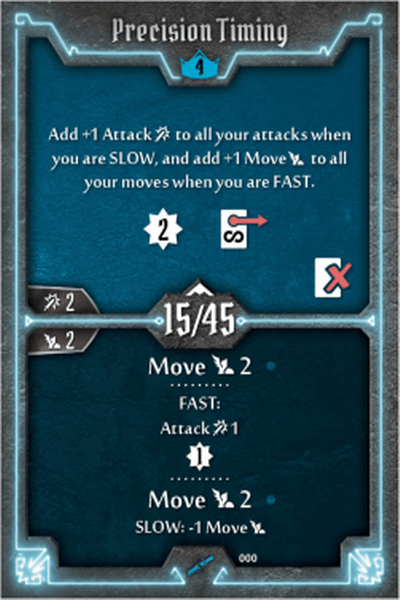 Precision Timing
4
Add +1 Attack to all your attacks when
you are SLOW, and add +1 Move to all
your moves when you are FAST.
2
2
15/45
2
Move 2
FAST:
Attack 1
1
Move 2
SLOW: -1 Move
000